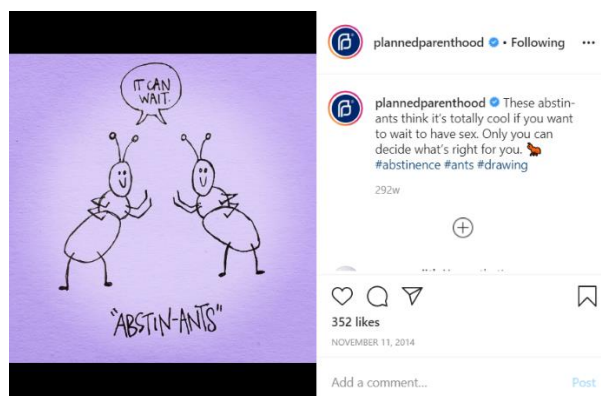 IT CAN
WAIT.
"ABSTIN-ANTS"
plannedparenthood • Following
plannedparenthood These abstin-
ants think it's totally cool if you want
to wait to have sex. Only you can
decide what's right for you. 🐜
#abstinence #ants #drawing
292w
352 likes
NOVEMBER 11, 2014
Add a comment...
Post